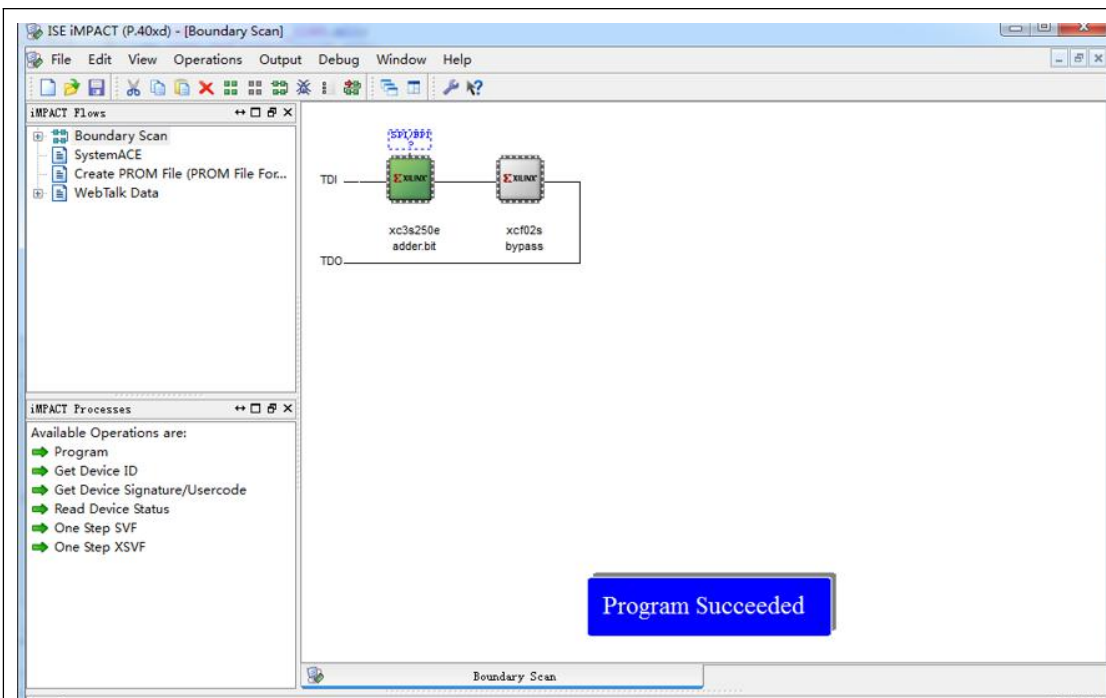 ISE iMPACT (P.40xd) - [Boundary Scan]
File Edit View Operations Output Debug Window Help
iMPACT Flows
Boundary Scan
SystemACE
Create PROM File (PROM File For...
WebTalk Data
SPI/BPI
?
TDI
XILINX XILINX
xc3s250e xcf02s
adder.bit bypass
TDO
iMPACT Processes
Available Operations are:
Program
Get Device ID
Get Device Signature/Usercode
Read Device Status
One Step SVF
One Step XSVF
Program Succeeded
Boundary Scan